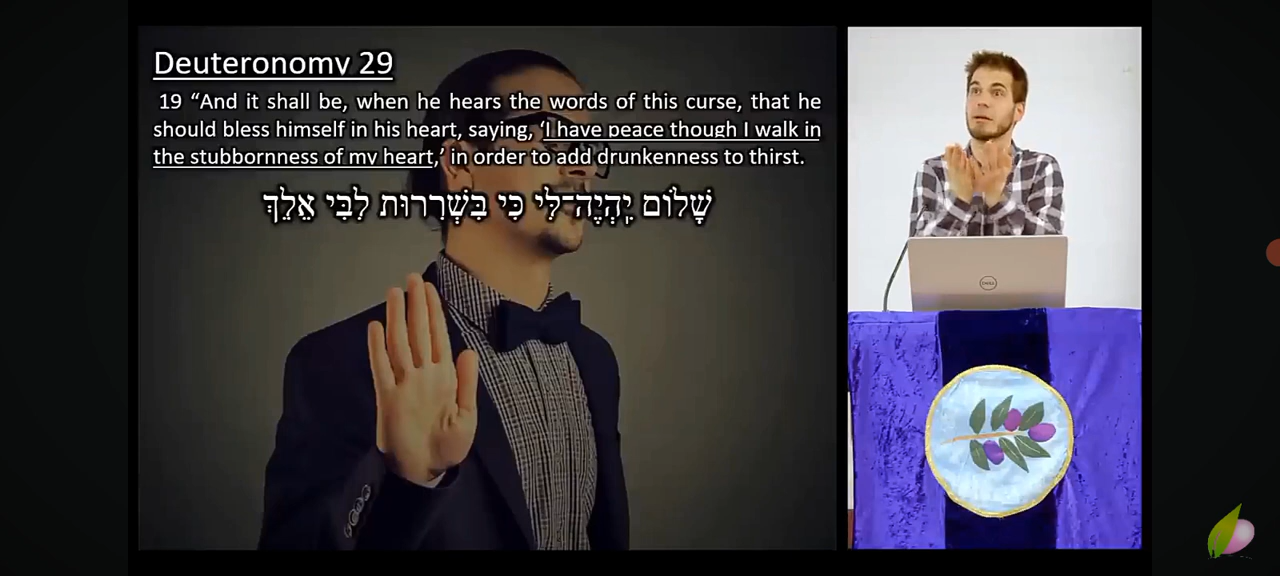 Deuteronomy 29
19 “And it shall be, when he hears the words of this curse, that he
should bless himself in his heart, saying, ‘I have peace though I walk in
the stubbornness of my heart,’ in order to add drunkenness to thirst.
שָׁלוֹם יִֽהְיֶה־לִּי כִּי בִּשְׁרִרוּת לִבִּי אֵלֵךְ
DELL